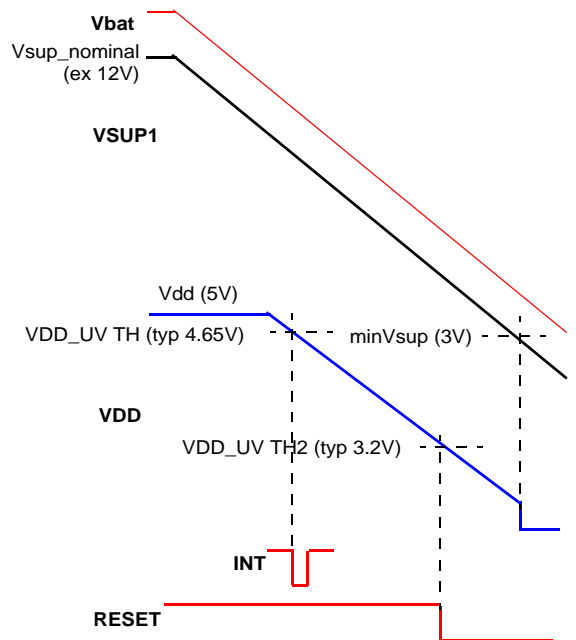 Vbat
Vsup_nominal
(ex 12V)
VSUP1
Vdd (5V)
VDD_UV TH (typ 4.65V)
minVsup (3V)
VDD
VDD_UV TH2 (typ 3.2V)
INT
RESET